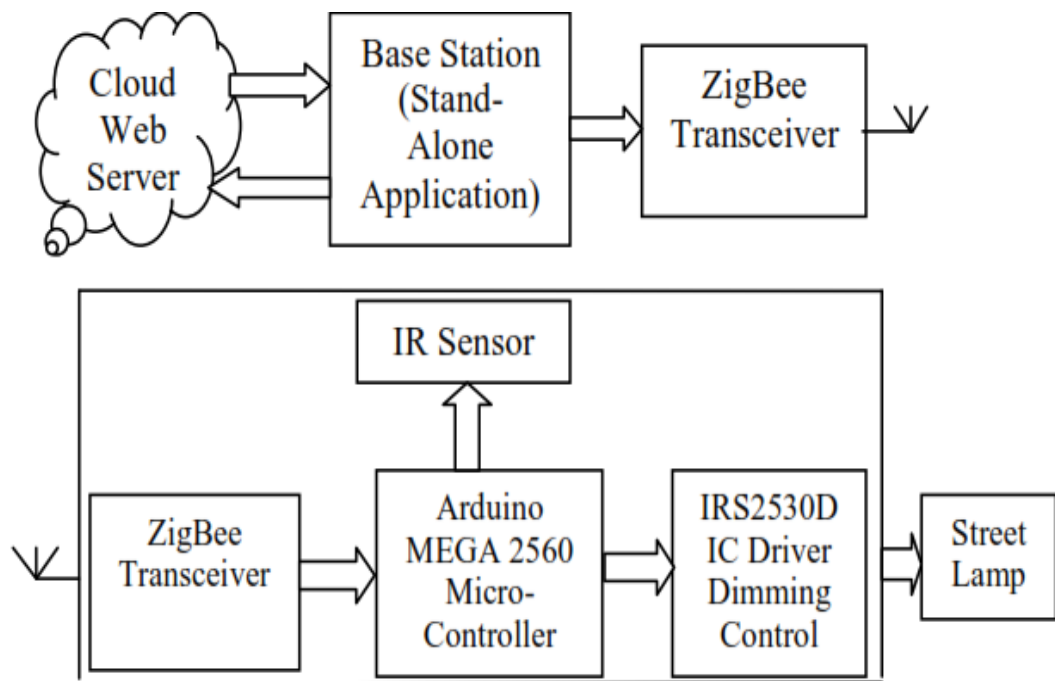 Cloud
Web
Server
Base Station
(Stand-
Alone
Application)
ZigBee
Transceiver
IR Sensor
ZigBee
Transceiver
Arduino
MEGA 2560
Micro-
Controller
IRS2530D
IC Driver
Dimming
Control
Street
Lamp